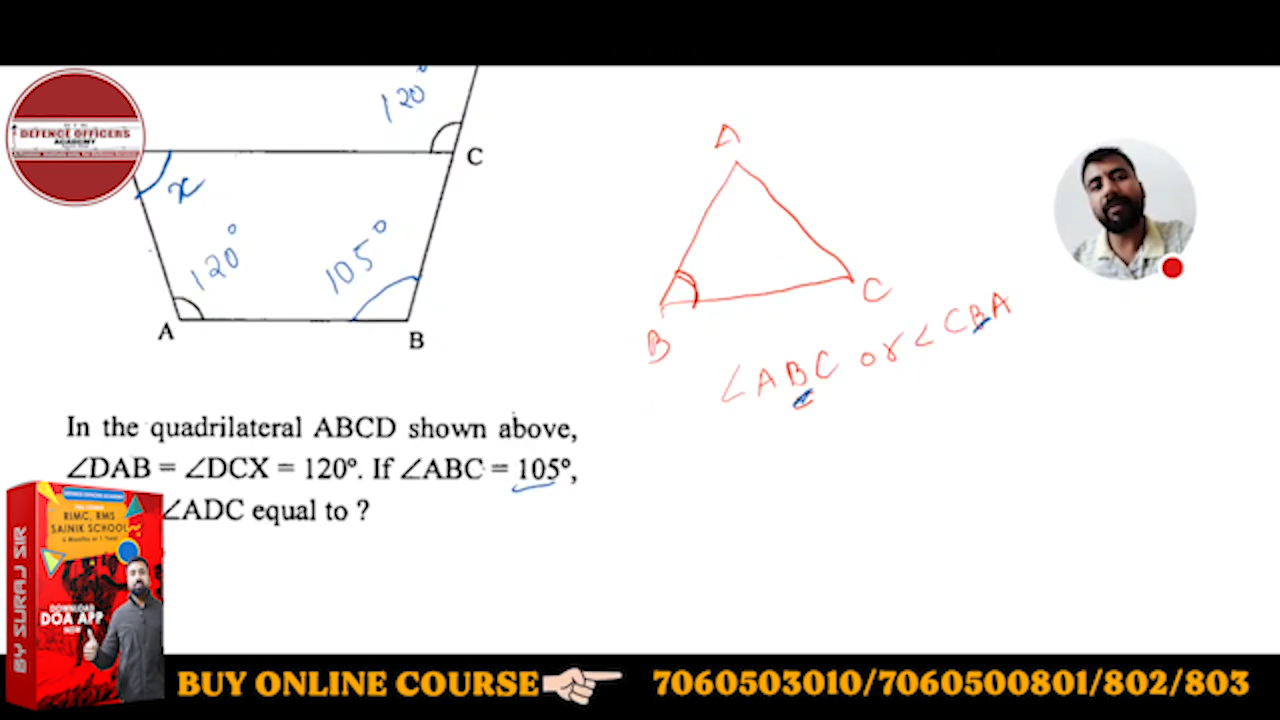 120°
DEFENCE OFFICERS
ACADEMY
C
x
120°
105°
A
B
A
B
C
∠ABC or ∠CBA
In the quadrilateral ABCD shown above,
∠DAB = ∠DCX = 120º. If ∠ABC = 105º,
∠ADC equal to ?
RIMC, RMS
SAINIK SCHOOL
BY SURAJ SIR
DOWNLOAD
DOA APP
NOW
BUY ONLINE COURSE
7060503010/7060500801/802/803